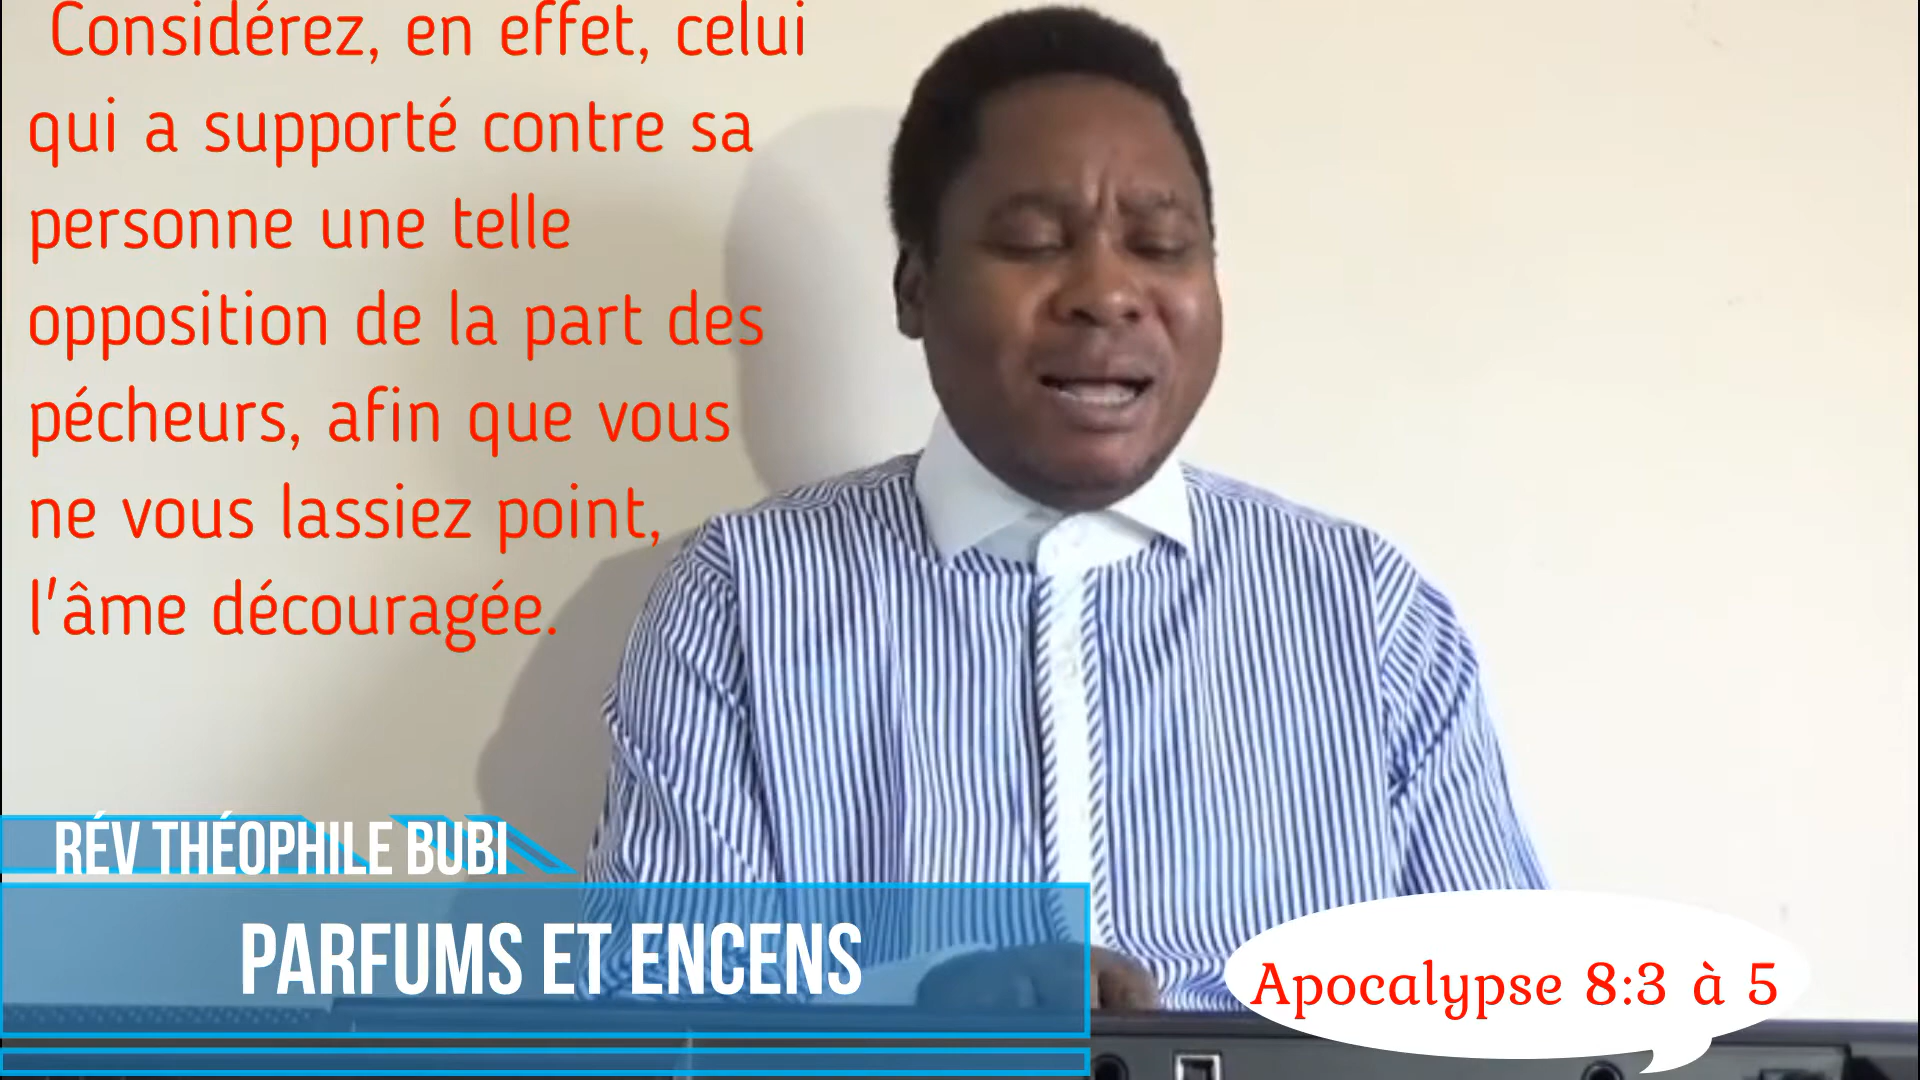 Considérez, en effet, celui
qui a supporté contre sa
personne une telle
opposition de la part des
pécheurs, afin que vous
ne vous lassiez point,
l'âme découragée.
RÉV THÉOPHILE BUBI
PARFUMS ET ENCENS
Apocalypse 8:3 à 5